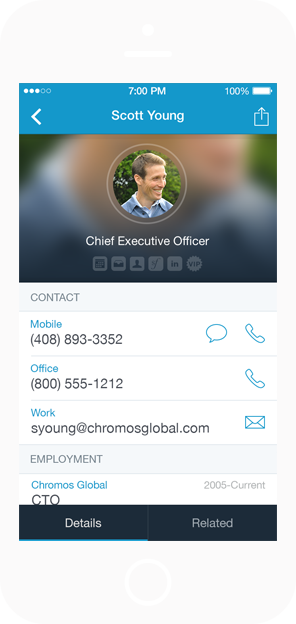 7:00 PM 100%
Scott Young
Chief Executive Officer
VIP
CONTACT
Mobile
(408) 893-3352
Office
(800) 555-1212
Work
syoung@chromosglobal.com
EMPLOYMENT
Chromos Global 2005-Current
CTO
Details Related